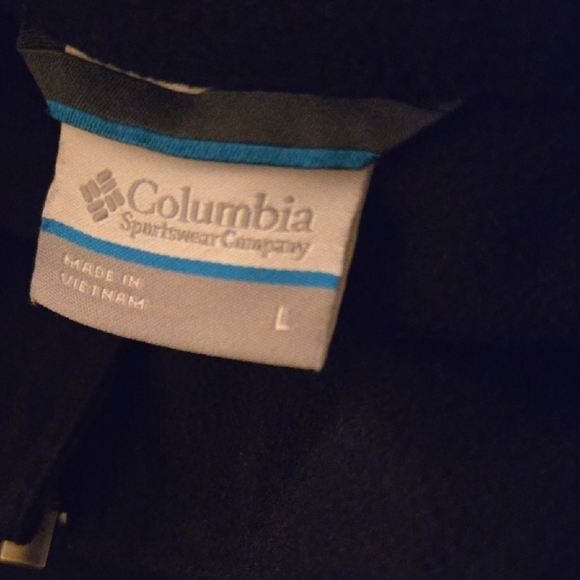 Columbia
Sportswear Company
MADE IN
VIETNAM
L